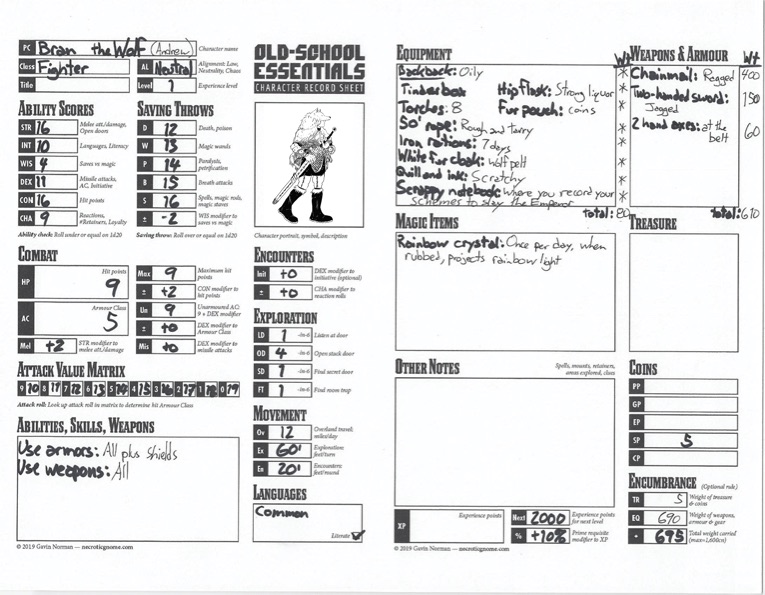 PC Bran the Wolf (Andrew) Character name
Class Fighter AL Neutral Alignment: Law, Neutrality, Chaos
Title Level 1 Experience level
OLD-SCHOOL
ESSENTIALS
CHARACTER RECORD SHEET
ABILITY SCORES
STR 16 Melee att./damage, Open doors
INT 10 Languages, Literacy
WIS 4 Saves vs magic
DEX 11 Missile attacks, AC, Initiative
CON 16 Hit points
CHA 9 Reactions, #Retainers, Loyalty
Ability check: Roll under or equal on 1d20
SAVING THROWS
D 12 Death, poison
W 13 Magic wands
P 14 Paralysis, petrification
B 15 Breath attacks
S 16 Spells, magic rods, magic staves
± -2 WIS modifier to saves vs magic
Saving throw: Roll over or equal on 1d20
Character portrait, symbol, description
COMBAT
HP Hit points 9
AC Armour Class 5
Mel +2 STR modifier to melee att./damage
Max 9 Maximum hit points
± +2 CON modifier to hit points
Un 9 Unarmoured AC: 9 + DEX modifier
± +0 DEX modifier to Armour Class
Mis +0 DEX modifier to missile attacks
ENCOUNTERS
Init +0 DEX modifier to initiative (optional)
± +0 CHA modifier to reaction rolls
EXPLORATION
LD 1 -in-6 Listen at door
OD 4 -in-6 Open stuck door
SD 1 -in-6 Find secret door
FT 1 -in-6 Find room trap
ATTACK VALUE MATRIX
9 10 8 11 7 12 6 13 5 14 4 15 3 16 2 17 1 18 0 19
Attack roll: Look up attack roll in matrix to determine hit Armour Class
ABILITIES, SKILLS, WEAPONS
Use armors: All plus shields
Use weapons: All
MOVEMENT
Ov 12 Overland travel: miles/day
Ex 60' Exploration: feet/turn
En 20' Encounters: feet/round
LANGUAGES
Common
Literate
© 2019 Gavin Norman — necroticgnome.com
EQUIPMENT Wt
Backpack: Oily *
Tinderbox Hip flask: Strong liquor *
Torches: 8 Fur pouch: coins *
50' rope: Rough and tarry *
Iron rations: 7 days *
White fur cloak: wolf pelt *
Quill and ink: Scratchy *
Scrappy notebook: Where you record your *
schemes to slay the Emperor
total: 80
WEAPONS & ARMOUR Wt
Chainmail: Ragged 400
Two-handed sword: 150
Jagged
2 hand axes: at the 60
belt
total: 610
MAGIC ITEMS
Rainbow crystal: Once per day, when
rubbed, projects rainbow light
TREASURE
OTHER NOTES Spells, mounts, retainers, areas explored, clues
COINS
PP
GP
EP
SP 5
CP
ENCUMBRANCE (Optional rule)
TR 5 Weight of treasure & coins
EQ 690 Weight of weapons, armour & gear
+ 695 Total weight carried (max=1,600cn)
XP Experience points
Next 2000 Experience points for next level
% +10% Prime requisite modifier to XP
© 2019 Gavin Norman — necroticgnome.com